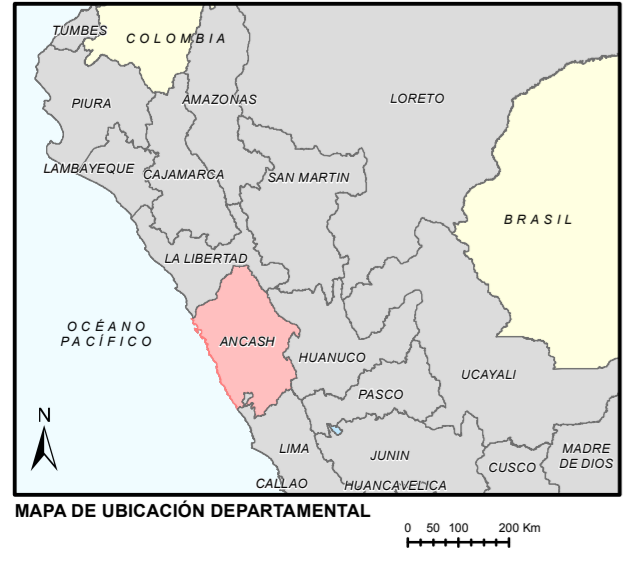 TUMBES
COLOMBIA
PIURA
AMAZONAS
LORETO
LAMBAYEQUE
CAJAMARCA
SAN MARTIN
BRASIL
LA LIBERTAD
OCÉANO
PACÍFICO
ANCASH
HUANUCO
UCAYALI
PASCO
N
LIMA
JUNIN
MADRE
DE DIOS
CUSCO
CALLAO
HUANCAVELICA
MAPA DE UBICACIÓN DEPARTAMENTAL
0 50 100 200 Km